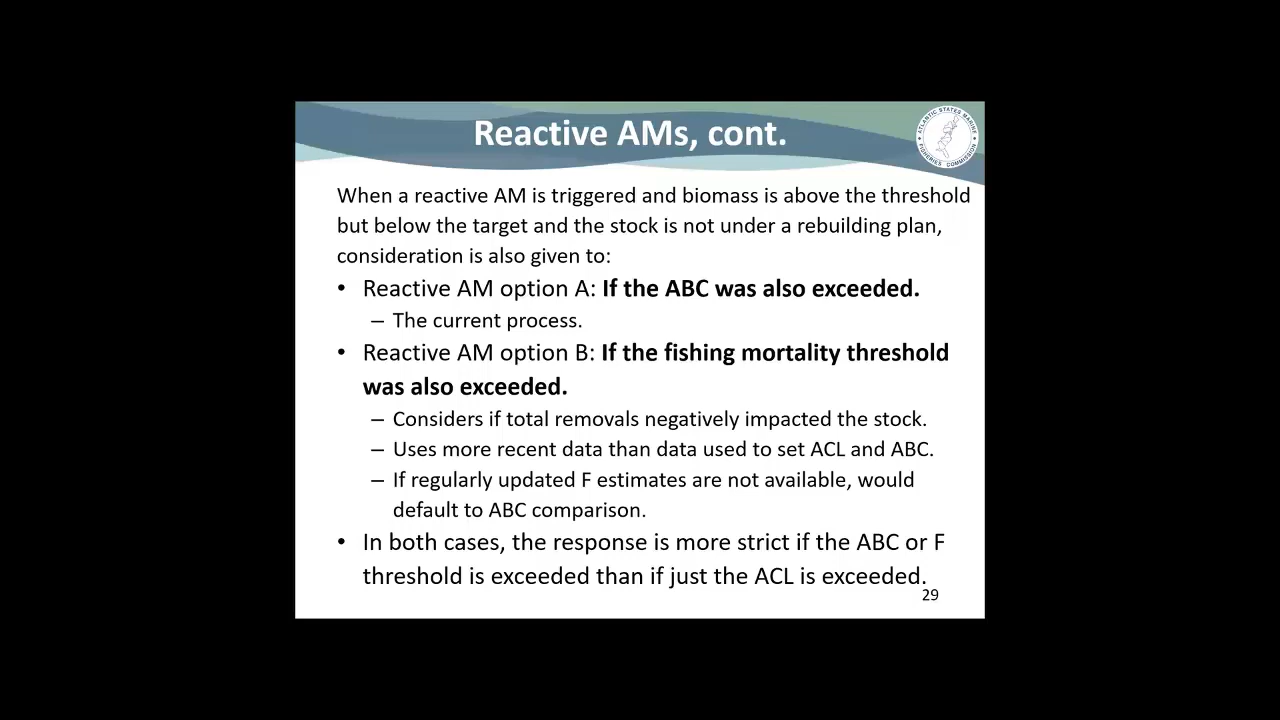 Reactive AMs, cont.
ATLANTIC STATES MARINE
FISHERIES COMMISSION
When a reactive AM is triggered and biomass is above the threshold
but below the target and the stock is not under a rebuilding plan,
consideration is also given to:
• Reactive AM option A: If the ABC was also exceeded.
– The current process.
• Reactive AM option B: If the fishing mortality threshold
was also exceeded.
– Considers if total removals negatively impacted the stock.
– Uses more recent data than data used to set ACL and ABC.
– If regularly updated F estimates are not available, would
default to ABC comparison.
• In both cases, the response is more strict if the ABC or F
threshold is exceeded than if just the ACL is exceeded.
29